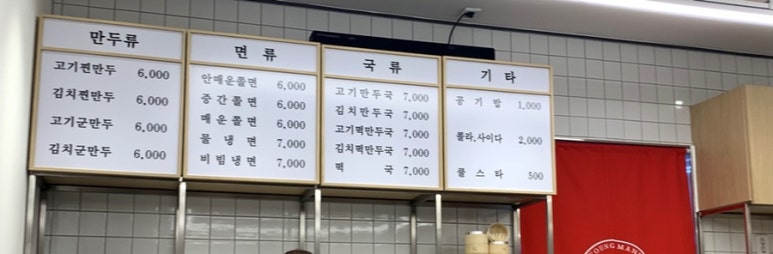 만두류
고기찐만두 6,000
김치찐만두 6,000
고기군만두 6,000
김치군만두 6,000
면 류
안매운쫄면 6,000
중간쫄면 6,000
매운쫄면 6,000
물냉면 7,000
비빔냉면 7,000
국 류
고기만두국 7,000
김치만두국 7,000
고기떡만두국 7,000
김치떡만두국 7,000
떡 국 7,000
기 타
공기밥 1,000
콜라.사이다 2,000
쿨스타 500